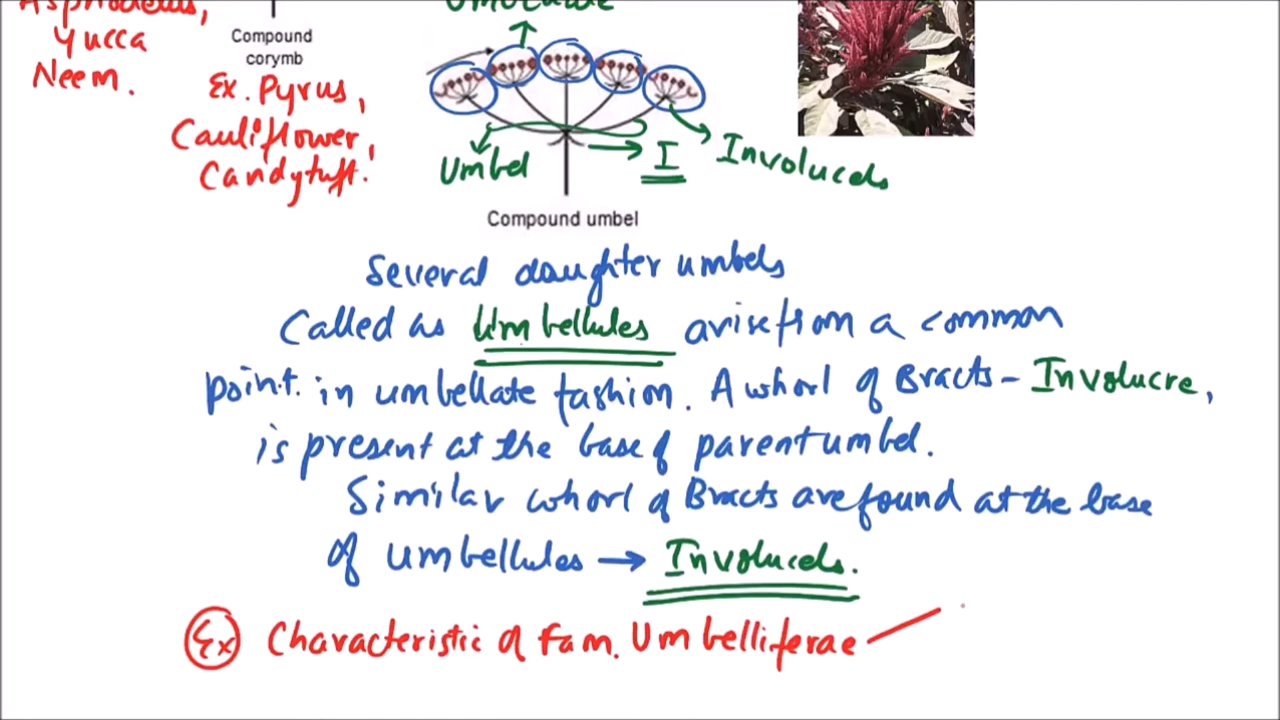 Yucca
Neem.
Compound
corymb
Ex. Pyrus,
Cauliflower,
Candytuft.
Umbel
I
Involucels
Compound umbel
Several daughter umbels
Called as Umbellules arise from a common
point in umbellate fashion. A whorl of Bracts - Involucre,
is present at the base of parent umbel.
Similar whorl of Bracts are found at the base
of umbellules → Involucels.
Ex Characteristic of fam. Umbelliferae